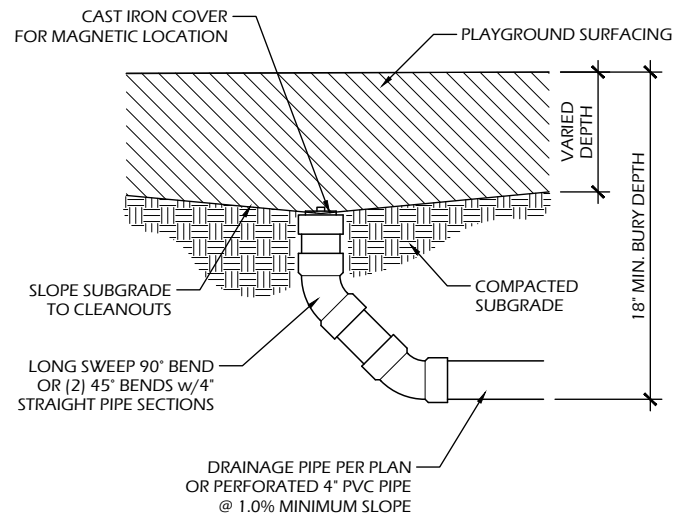 CAST IRON COVER
FOR MAGNETIC LOCATION
PLAYGROUND SURFACING
VARIED
DEPTH
18" MIN. BURY DEPTH
SLOPE SUBGRADE
TO CLEANOUTS
COMPACTED
SUBGRADE
LONG SWEEP 90° BEND
OR (2) 45° BENDS w/4"
STRAIGHT PIPE SECTIONS
DRAINAGE PIPE PER PLAN
OR PERFORATED 4" PVC PIPE
@ 1.0% MINIMUM SLOPE